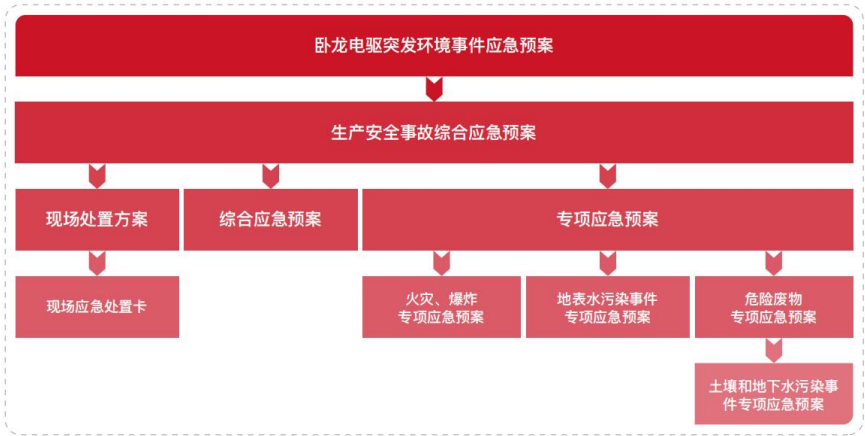 卧龙电驱突发环境事件应急预案
生产安全事故综合应急预案
现场处置方案
综合应急预案
专项应急预案
现场应急处置卡
火灾、爆炸
专项应急预案
地表水污染事件
专项应急预案
危险废物
专项应急预案
土壤和地下水污染事
件专项应急预案